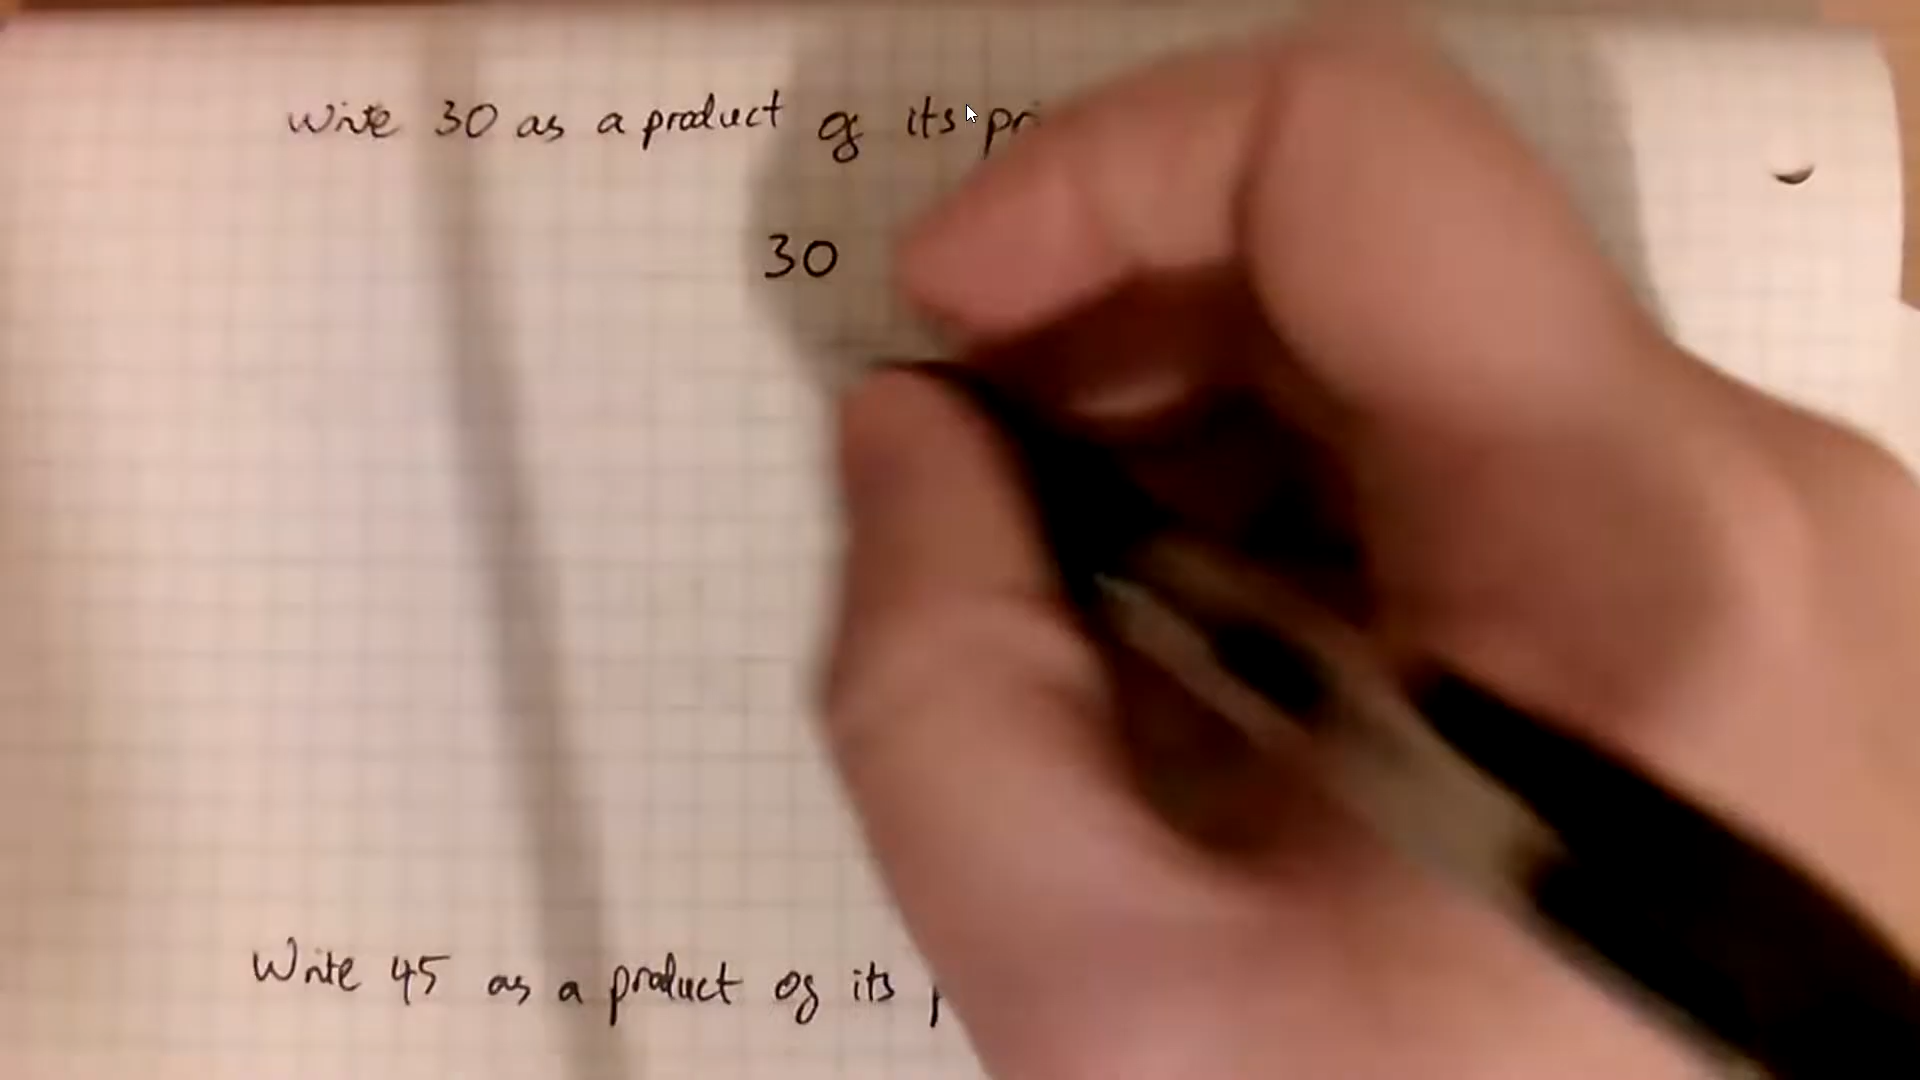 Write 30 as a product of its
30
Write 45 as a product of its